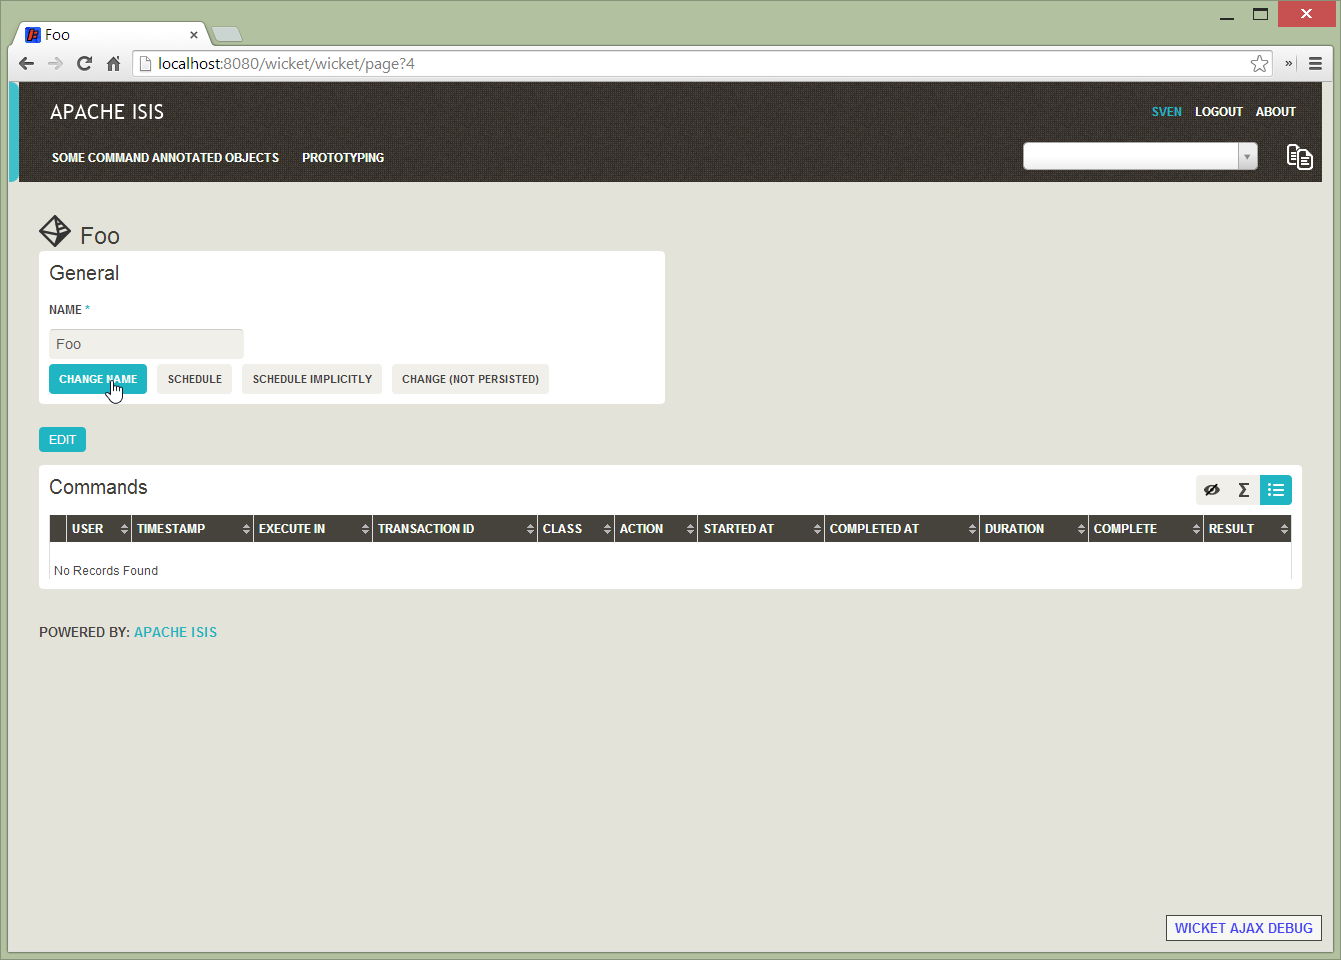 Foo
localhost:8080/wicket/wicket/page?4
APACHE ISIS
SVEN LOGOUT ABOUT
SOME COMMAND ANNOTATED OBJECTS PROTOTYPING
Foo
General
NAME *
Foo
CHANGE NAME SCHEDULE SCHEDULE IMPLICITLY CHANGE (NOT PERSISTED)
EDIT
Commands
USER TIMESTAMP EXECUTE IN TRANSACTION ID CLASS ACTION STARTED AT COMPLETED AT DURATION COMPLETE RESULT
No Records Found
POWERED BY: APACHE ISIS
WICKET AJAX DEBUG